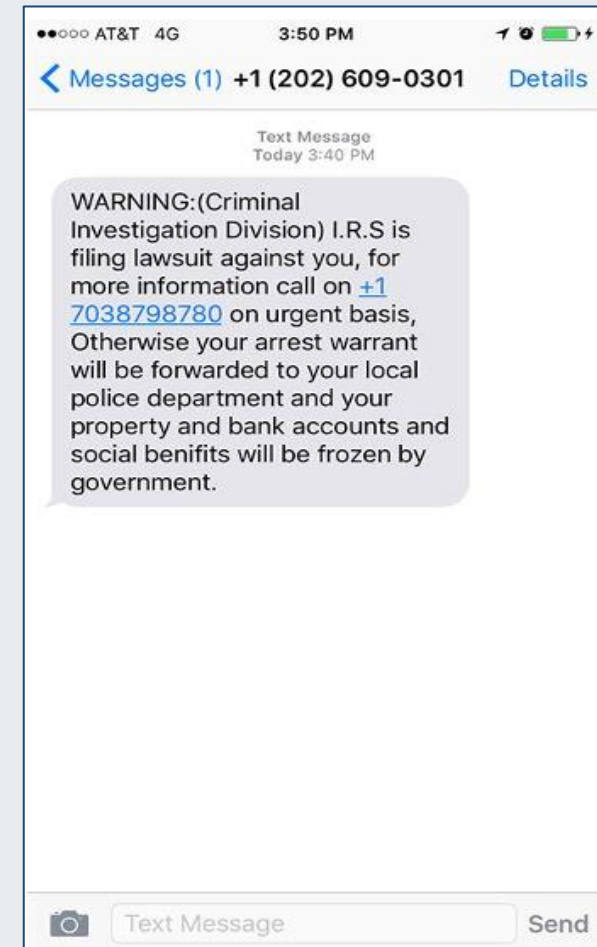 AT&T 4G 3:50 PM
Messages (1) +1 (202) 609-0301 Details
Text Message
Today 3:40 PM
WARNING:(Criminal
Investigation Division) I.R.S is
filing lawsuit against you, for
more information call on +1
7038798780 on urgent basis,
Otherwise your arrest warrant
will be forwarded to your local
police department and your
property and bank accounts and
social benifits will be frozen by
government.
Text Message Send